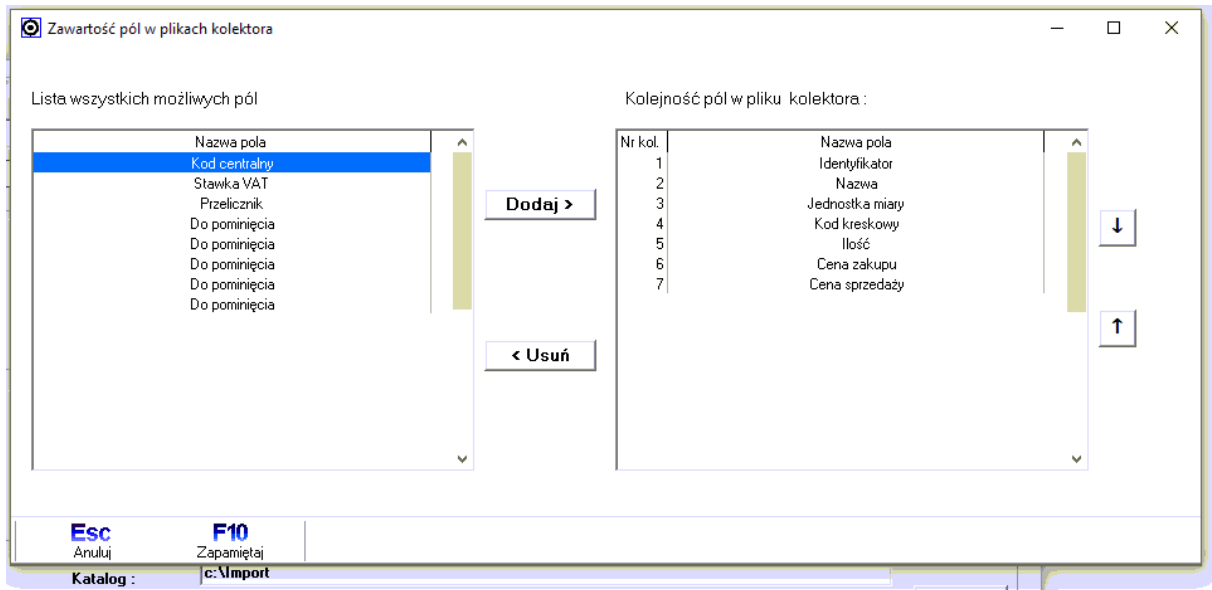 Zawartość pól w plikach kolektora
Lista wszystkich możliwych pól
Kolejność pól w pliku kolektora :
Nazwa pola
Kod centralny
Stawka VAT
Przelicznik
Do pominięcia
Do pominięcia
Do pominięcia
Do pominięcia
Do pominięcia
Dodaj >
< Usuń
Nr kol. Nazwa pola
1 Identyfikator
2 Nazwa
3 Jednostka miary
4 Kod kreskowy
5 Ilość
6 Cena zakupu
7 Cena sprzedaży
↓
↑
Esc F10
Anuluj Zapamiętaj
Katalog : c:\Import